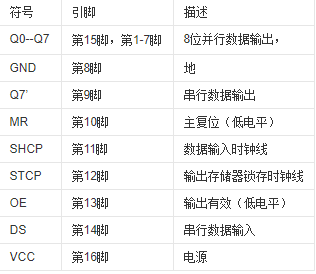 符号 引脚 描述
Q0--Q7 第15脚，第1-7脚 8位并行数据输出，
GND 第8脚 地
Q7' 第9脚 串行数据输出
MR 第10脚 主复位（低电平）
SHCP 第11脚 数据输入时钟线
STCP 第12脚 输出存储器锁存时钟线
OE 第13脚 输出有效（低电平）
DS 第14脚 串行数据输入
VCC 第16脚 电源